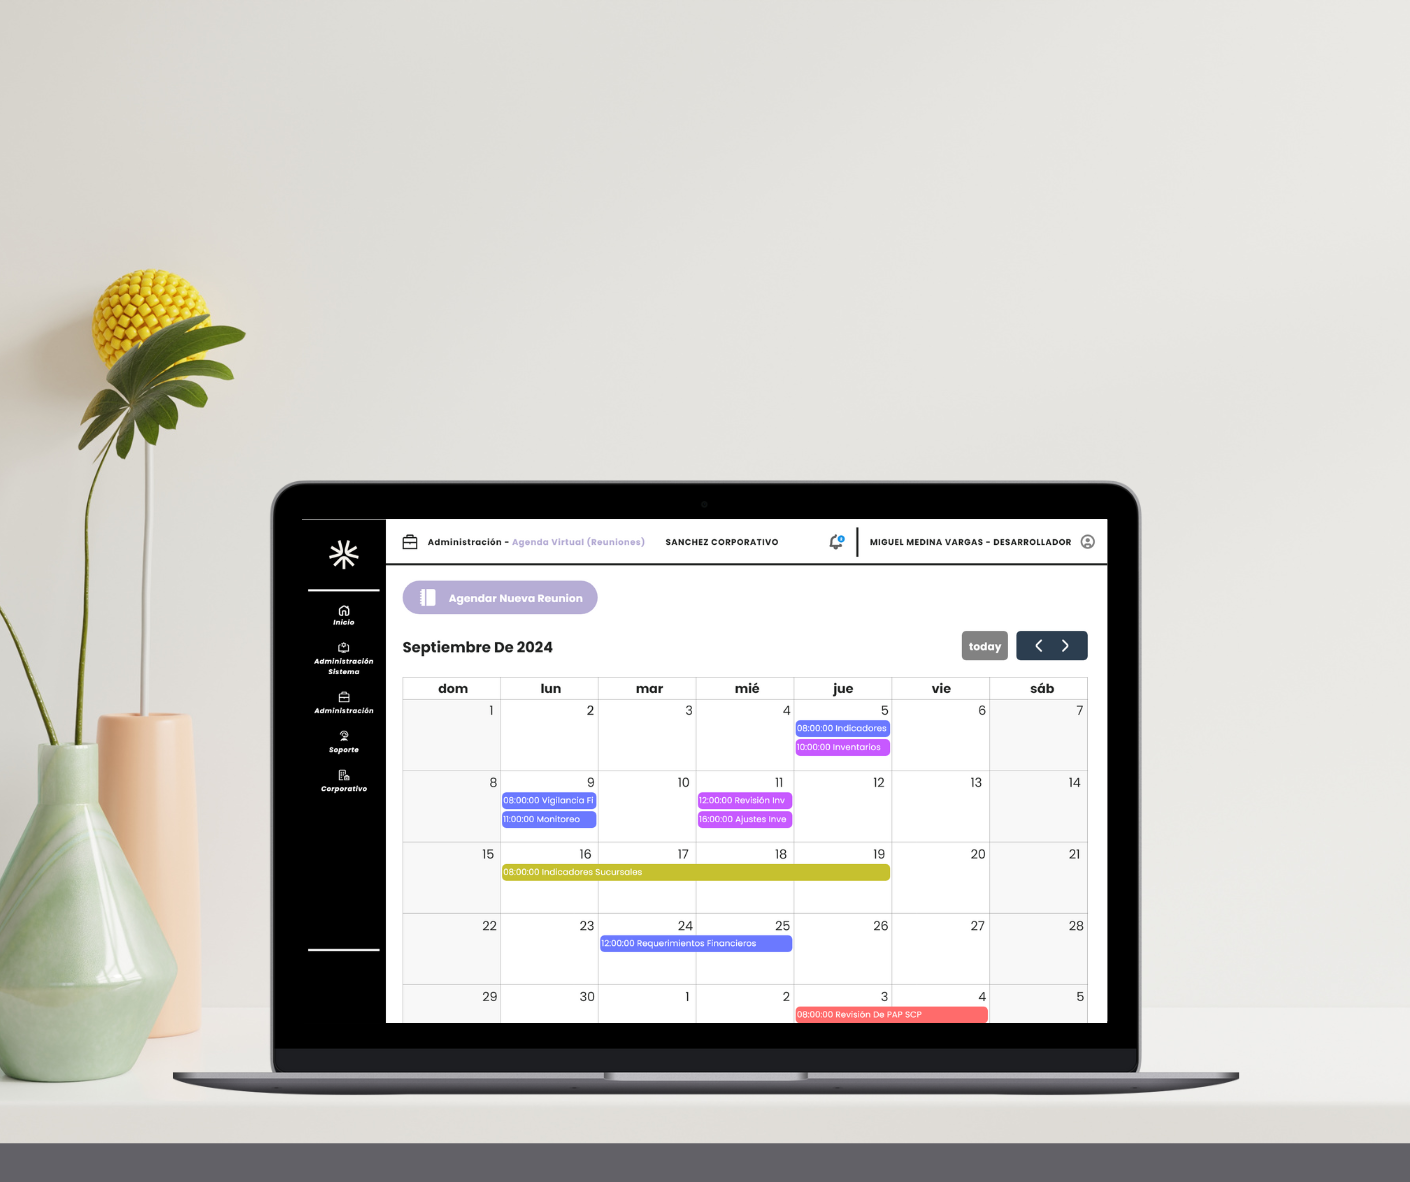 Administración - Agenda Virtual (Reuniones) SANCHEZ CORPORATIVO MIGUEL MEDINA VARGAS - DESARROLLADOR
Inicio
Administración
Sistema
Administración
Soporte
Corporativo
Agendar Nueva Reunion
Septiembre De 2024 today
dom lun mar mié jue vie sáb
1 2 3 4 5 6 7
08:00:00 Indicadores
10:00:00 Inventarios
8 9 10 11 12 13 14
08:00:00 Vigilancia Fi 12:00:00 Revisión Inv
11:00:00 Monitoreo 16:00:00 Ajustes Inve
15 16 17 18 19 20 21
08:00:00 Indicadores Sucursales
22 23 24 25 26 27 28
12:00:00 Requerimientos Financieros
29 30 1 2 3 4 5
08:00:00 Revisión De PAP SCP